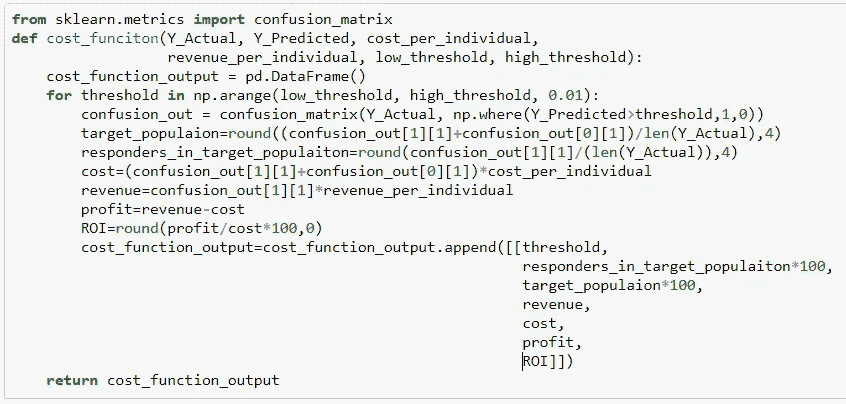 from sklearn.metrics import confusion_matrix
def cost_funciton(Y_Actual, Y_Predicted, cost_per_individual,
                  revenue_per_individual, low_threshold, high_threshold):
    cost_function_output = pd.DataFrame()
    for threshold in np.arange(low_threshold, high_threshold, 0.01):
        confusion_out = confusion_matrix(Y_Actual, np.where(Y_Predicted>threshold,1,0))
        target_populaion=round((confusion_out[1][1]+confusion_out[0][1])/len(Y_Actual),4)
        responders_in_target_populaiton=round(confusion_out[1][1]/(len(Y_Actual)),4)
        cost=(confusion_out[1][1]+confusion_out[0][1])*cost_per_individual
        revenue=confusion_out[1][1]*revenue_per_individual
        profit=revenue-cost
        ROI=round(profit/cost*100,0)
        cost_function_output=cost_function_output.append([[threshold,
                                                           responders_in_target_populaiton*100,
                                                           target_populaion*100,
                                                           revenue,
                                                           cost,
                                                           profit,
                                                           ROI]])
    return cost_function_output